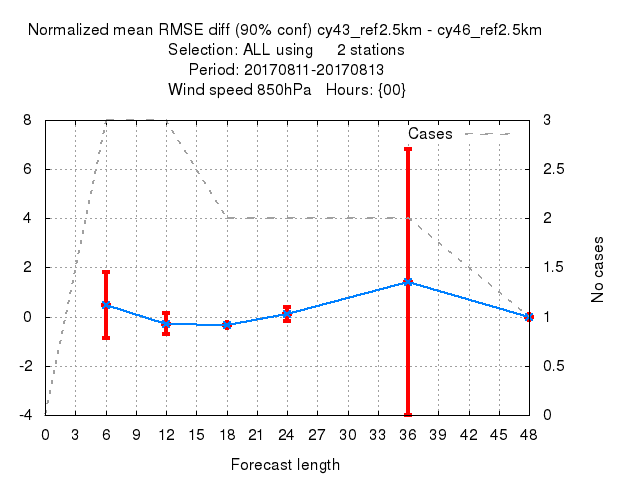 Normalized mean RMSE diff (90% conf) cy43_ref2.5km - cy46_ref2.5km
Selection: ALL using 2 stations
Period: 20170811-20170813
Wind speed 850hPa Hours: {00}
Cases
8
6
4
2
0
-2
-4
3
2.5
2
1.5
1
0.5
0
No cases
0 3 6 9 12 15 18 21 24 27 30 33 36 39 42 45 48
Forecast length